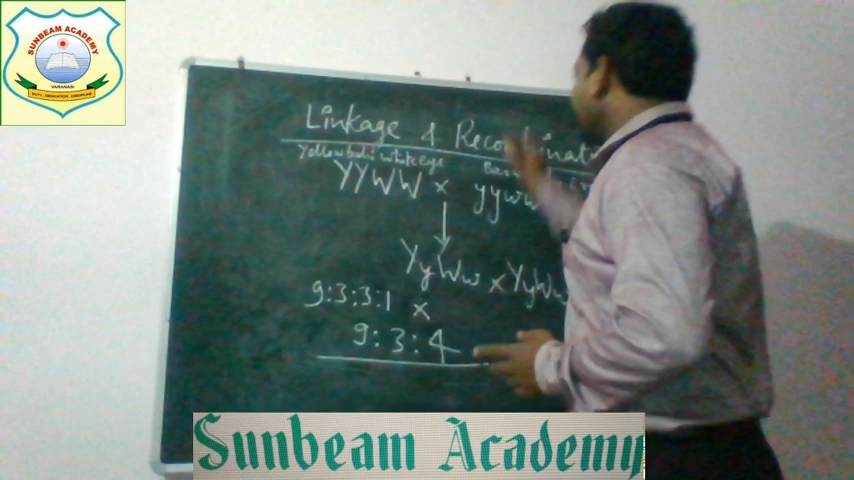 SUNBEAM ACADEMY
VARANASI
Linkage & Recombinati
Yellow body white eye
YYWW x yyww
YyWw x YyWw
9:3:3:1 x
9:3:4
Sunbeam Academy